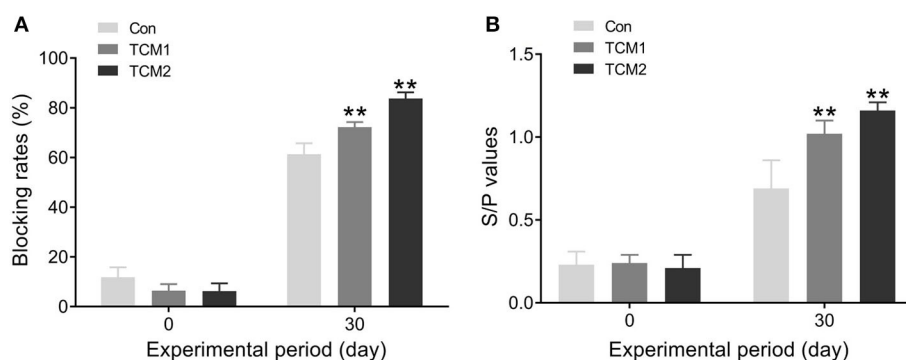 A
Con
TCM1
TCM2
Blocking rates (%)
100
80
60
40
20
0
**
**
0
30
Experimental period (day)
B
Con
TCM1
TCM2
S/P values
1.5
1.0
0.5
0.0
**
**
0
30
Experimental period (day)